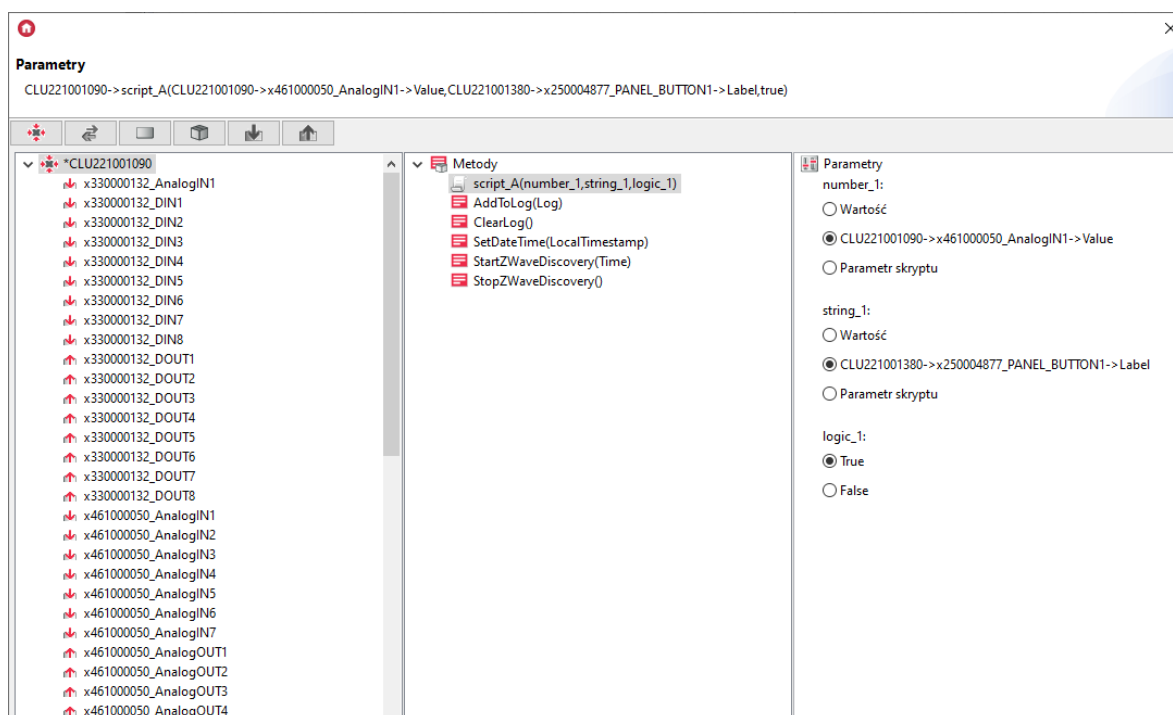 Parametry
CLU221001090->script_A(CLU221001090->x461000050_AnalogIN1->Value,CLU221001380->x250004877_PANEL_BUTTON1->Label,true)
*CLU221001090
x330000132_AnalogIN1
x330000132_DIN1
x330000132_DIN2
x330000132_DIN3
x330000132_DIN4
x330000132_DIN5
x330000132_DIN6
x330000132_DIN7
x330000132_DIN8
x330000132_DOUT1
x330000132_DOUT2
x330000132_DOUT3
x330000132_DOUT4
x330000132_DOUT5
x330000132_DOUT6
x330000132_DOUT7
x330000132_DOUT8
x461000050_AnalogIN1
x461000050_AnalogIN2
x461000050_AnalogIN3
x461000050_AnalogIN4
x461000050_AnalogIN5
x461000050_AnalogIN6
x461000050_AnalogIN7
x461000050_AnalogOUT1
x461000050_AnalogOUT2
x461000050_AnalogOUT3
x461000050_AnalogOUT4
Metody
script_A(number_1,string_1,logic_1)
AddToLog(Log)
ClearLog()
SetDateTime(LocalTimestamp)
StartZWaveDiscovery(Time)
StopZWaveDiscovery()
Parametry
number_1:
Wartość
CLU221001090->x461000050_AnalogIN1->Value
Parametr skryptu
string_1:
Wartość
CLU221001380->x250004877_PANEL_BUTTON1->Label
Parametr skryptu
logic_1:
True
False